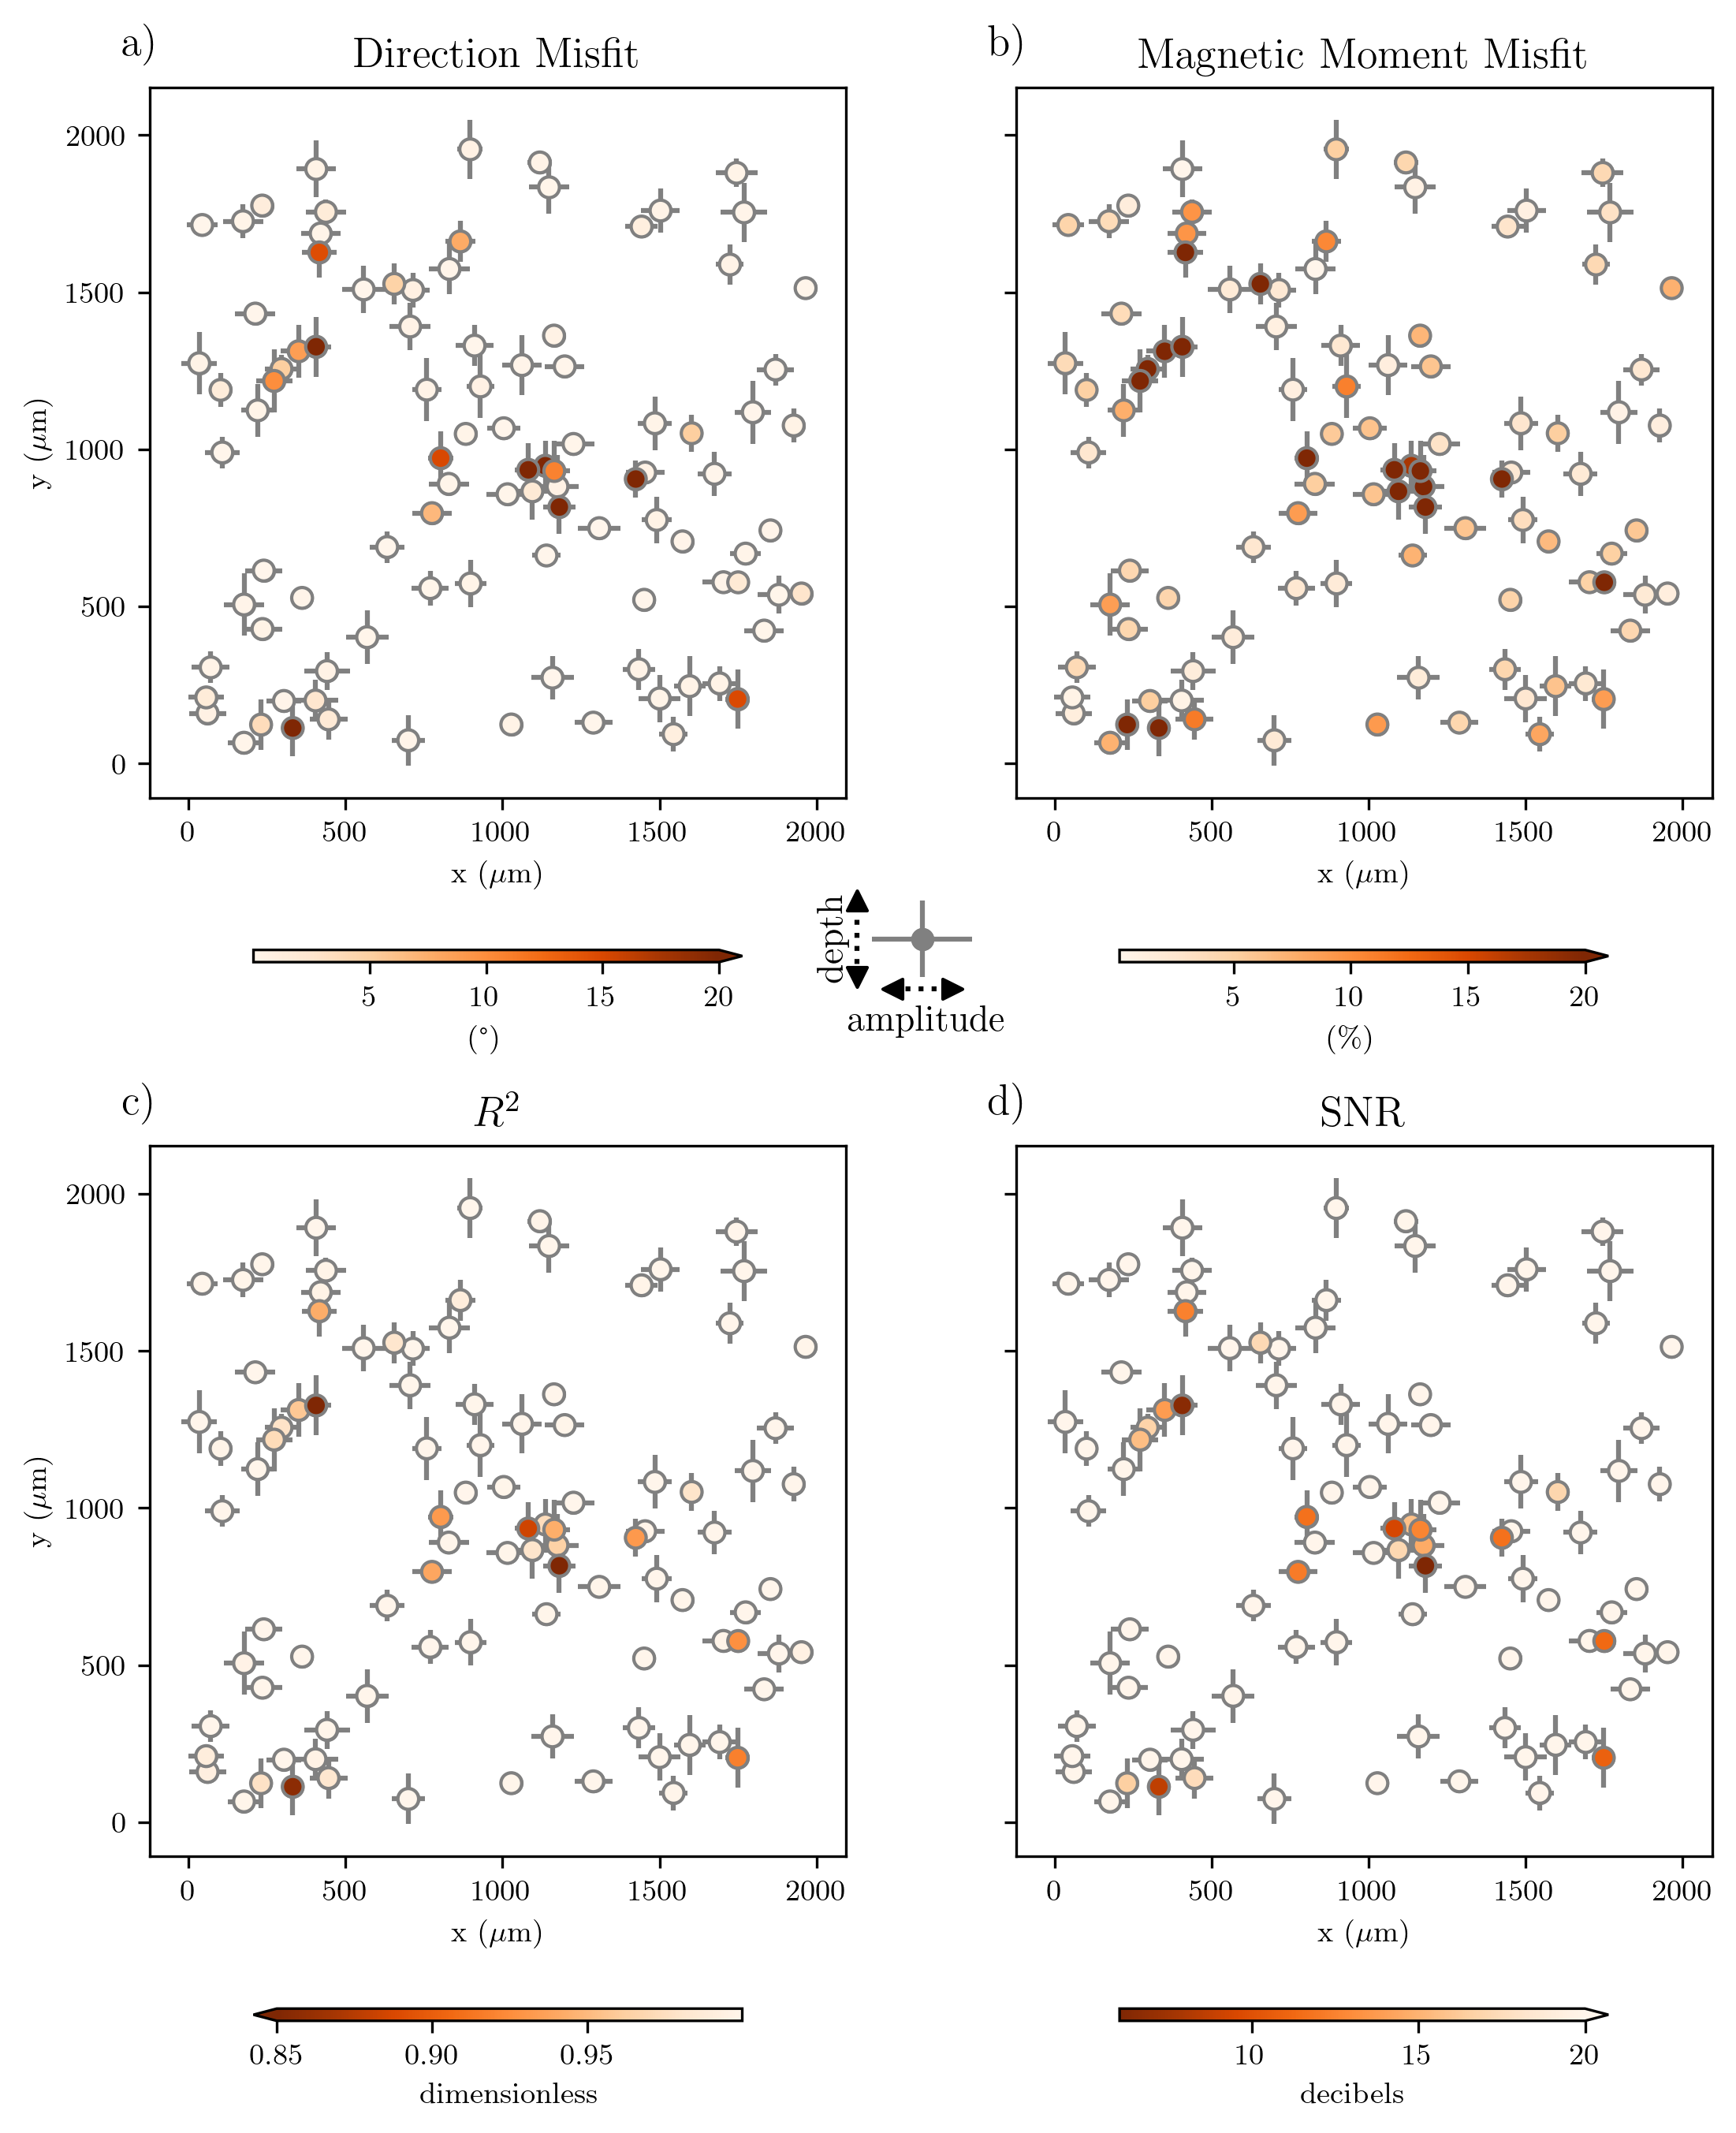 a)
Direction Misfit
b)
Magnetic Moment Misfit
2000
1500
1000
500
0
y (μm)
0 500 1000 1500 2000
x (μm)
0 500 1000 1500 2000
x (μm)
depth
amplitude
5 10 15 20
(°)
5 10 15 20
(%)
c)
R²
d)
SNR
2000
1500
1000
500
0
y (μm)
0 500 1000 1500 2000
x (μm)
0 500 1000 1500 2000
x (μm)
0.85 0.90 0.95
dimensionless
10 15 20
decibels